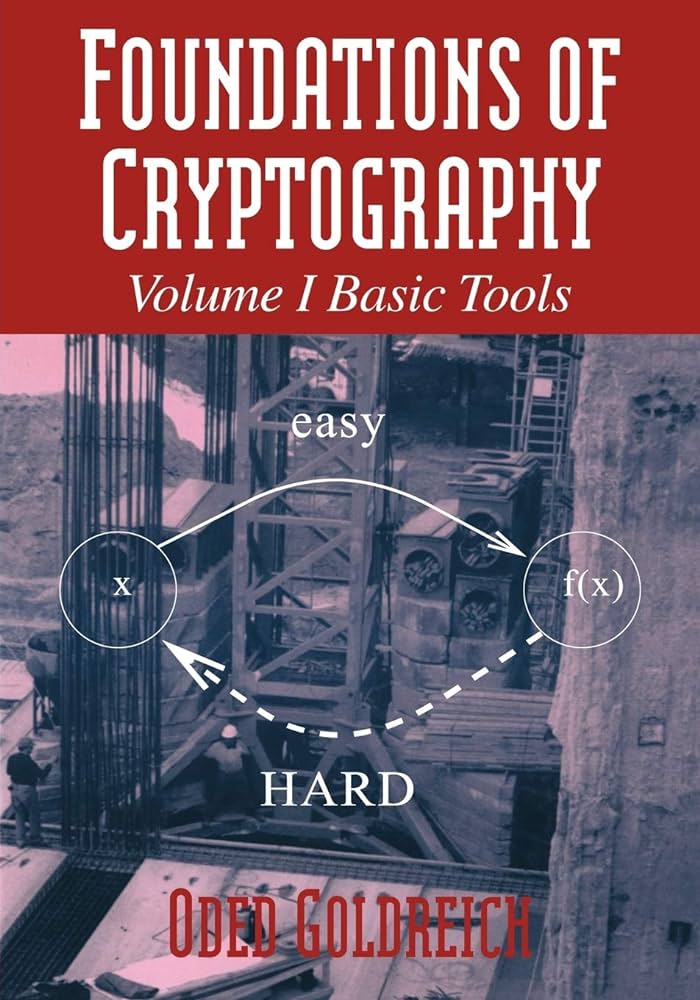 FOUNDATIONS OF
CRYPTOGRAPHY
Volume I Basic Tools
easy
x
f(x)
HARD
ODED GOLDREICH